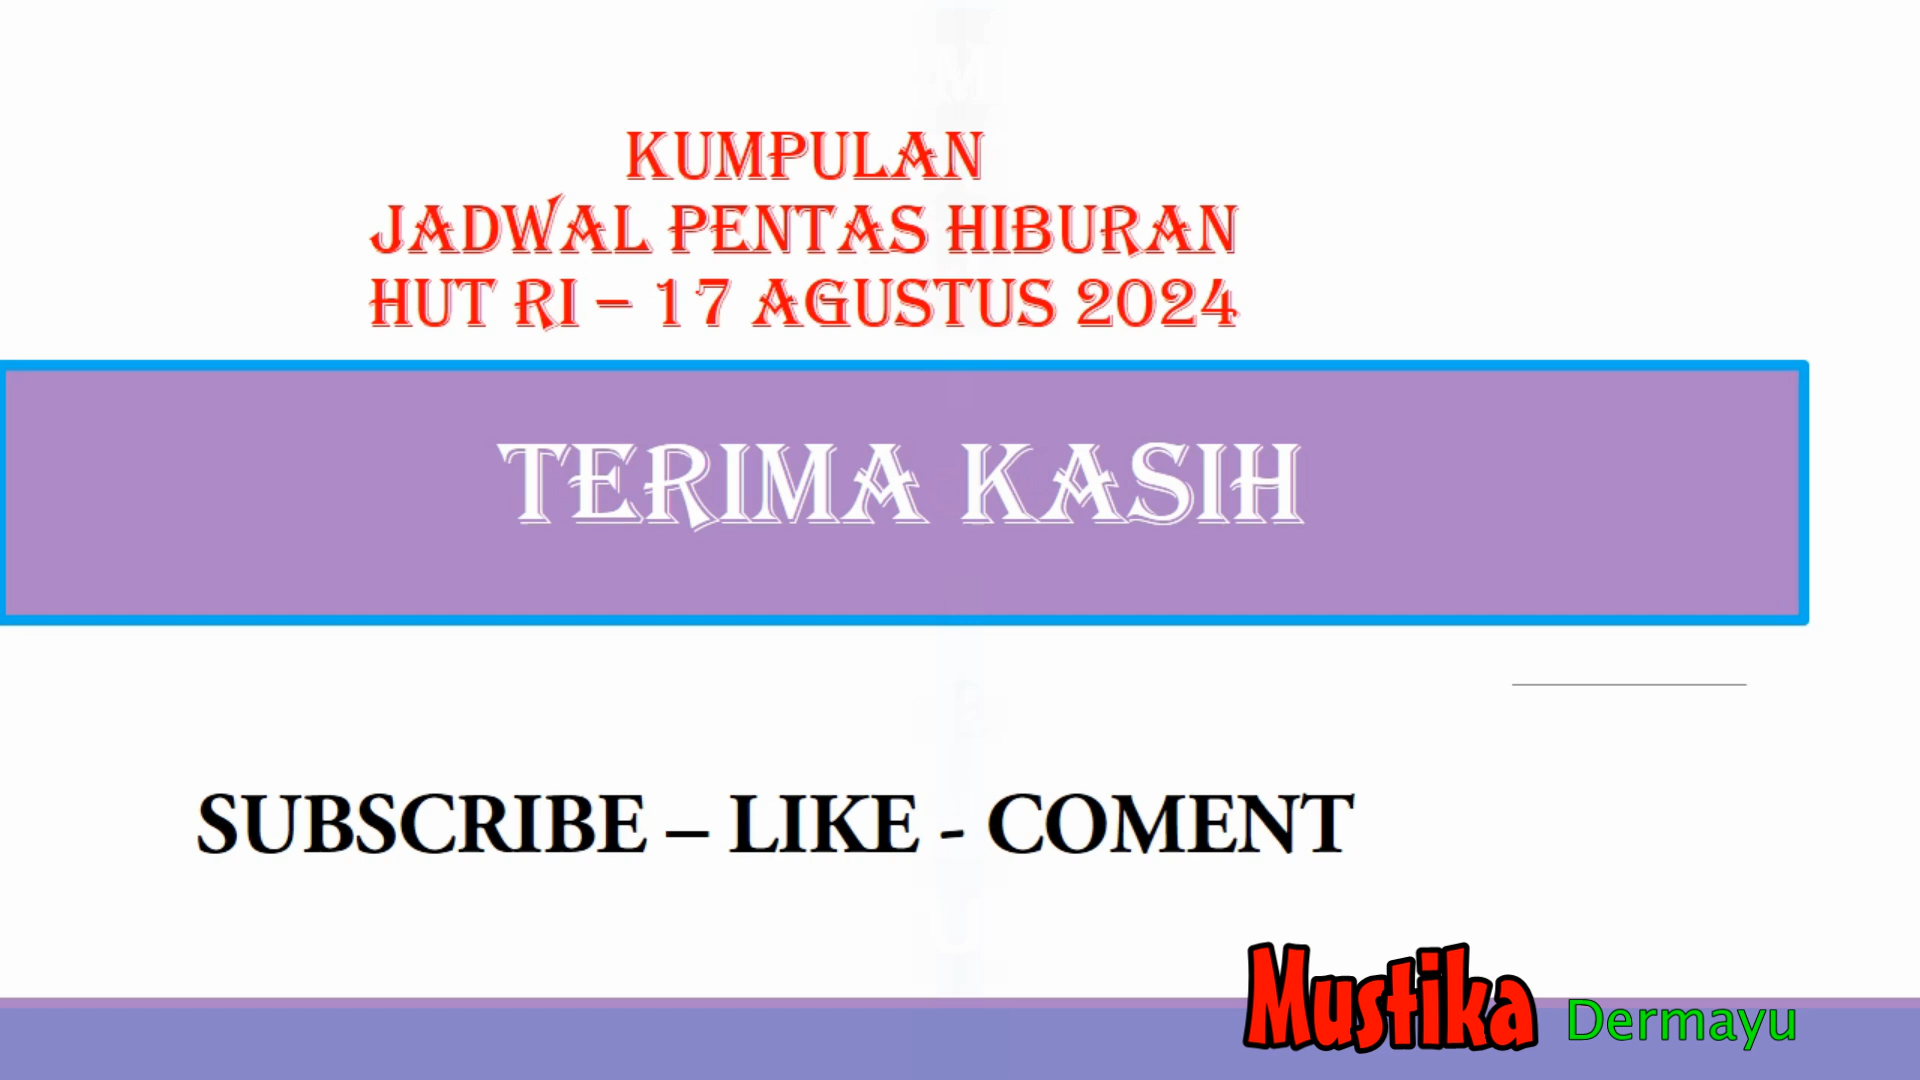 KUMPULAN
JADWAL PENTAS HIBURAN
HUT RI – 17 AGUSTUS 2024
TERIMA KASIH
SUBSCRIBE – LIKE - COMENT
Mustika Dermayu